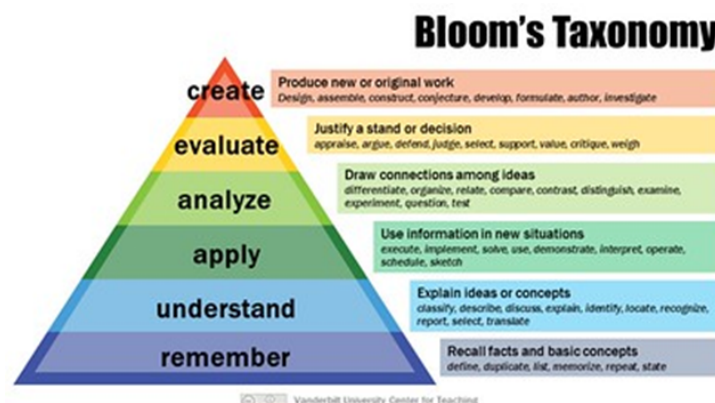 Bloom's Taxonomy
create
Produce new or original work
Design, assemble, construct, conjecture, develop, formulate, author, investigate
evaluate
Justify a stand or decision
appraise, argue, defend, judge, select, support, value, critique, weigh
analyze
Draw connections among ideas
differentiate, organize, relate, compare, contrast, distinguish, examine,
experiment, question, test
apply
Use information in new situations
execute, implement, solve, use, demonstrate, interpret, operate,
schedule, sketch
understand
Explain ideas or concepts
classify, describe, discuss, explain, identify, locate, recognize,
report, select, translate
remember
Recall facts and basic concepts
define, duplicate, list, memorize, repeat, state
Vanderbilt University Center for Teaching